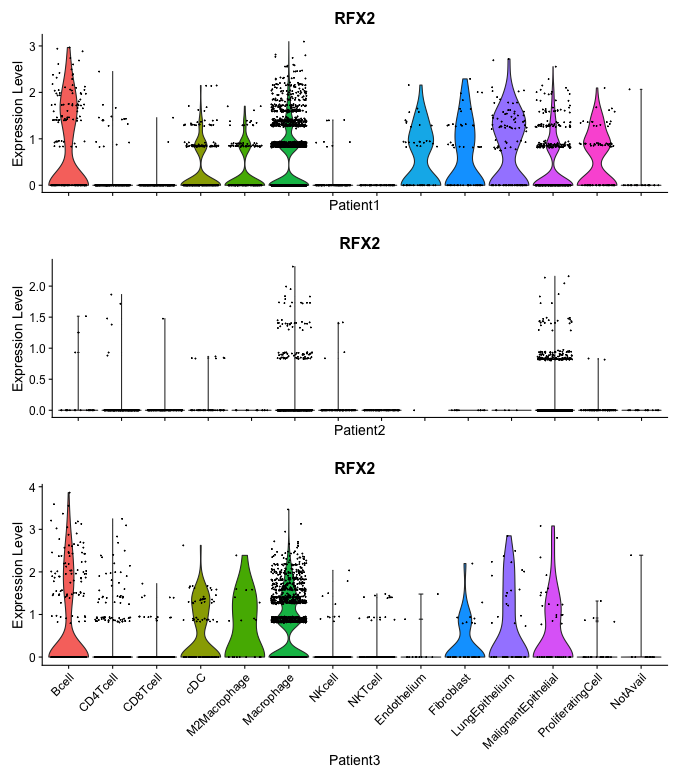 RFX2
Expression Level
3
2
1
0
Patient1
RFX2
Expression Level
2.0
1.5
1.0
0.5
0.0
Patient2
RFX2
Expression Level
4
3
2
1
0
Bcell
CD4Tcell
CD8Tcell
cDC
M2Macrophage
Macrophage
NKcell
NKTcell
Endothelium
Fibroblast
LungEpithelium
MalignantEpithelial
ProliferatingCell
NotAvail
Patient3